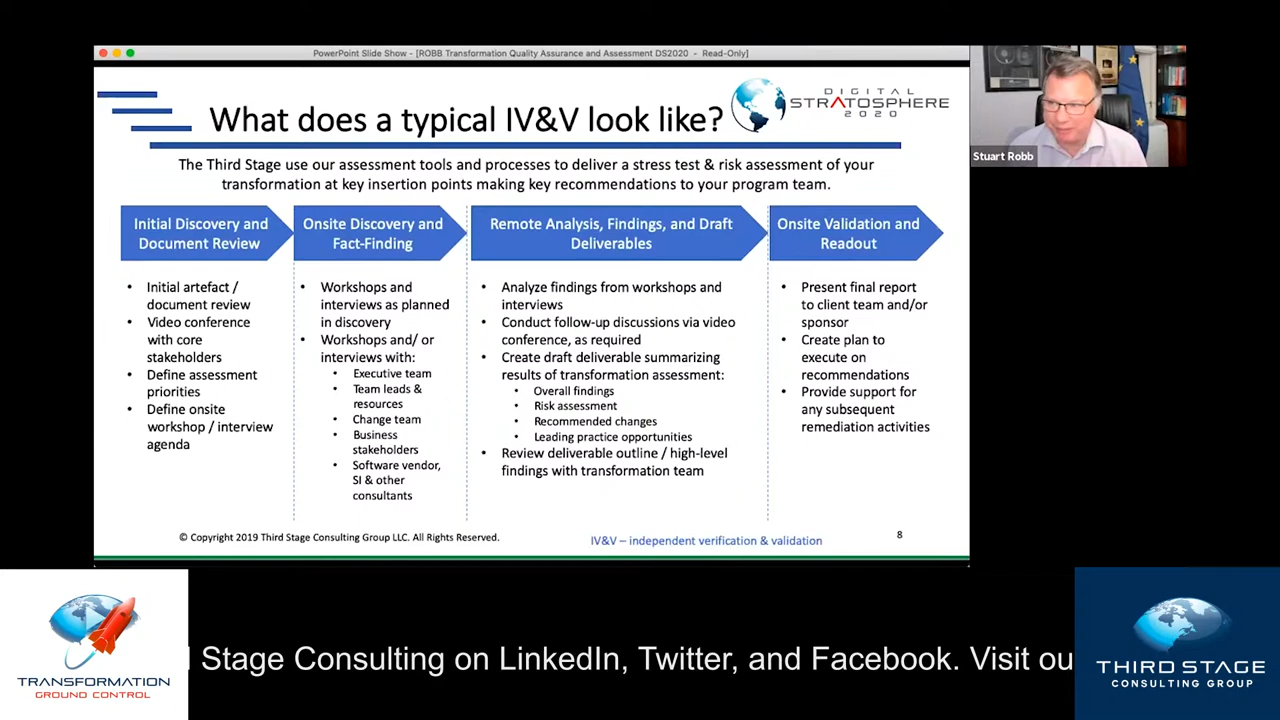 PowerPoint Slide Show - [ROBB Transformation Quality Assurance and Assessment DS2020 - Read-Only]
What does a typical IV&V look like?
DIGITAL
STRATOSPHERE
2020
Stuart Robb
The Third Stage use our assessment tools and processes to deliver a stress test & risk assessment of your
transformation at key insertion points making key recommendations to your program team.
Initial Discovery and
Document Review
• Initial artefact /
document review
• Video conference
with core
stakeholders
• Define assessment
priorities
• Define onsite
workshop / interview
agenda
Onsite Discovery and
Fact-Finding
• Workshops and
interviews as planned
in discovery
• Workshops and/ or
interviews with:
• Executive team
• Team leads &
resources
• Change team
• Business
stakeholders
• Software vendor,
SI & other
consultants
Remote Analysis, Findings, and Draft
Deliverables
• Analyze findings from workshops and
interviews
• Conduct follow-up discussions via video
conference, as required
• Create draft deliverable summarizing
results of transformation assessment:
• Overall findings
• Risk assessment
• Recommended changes
• Leading practice opportunities
• Review deliverable outline / high-level
findings with transformation team
Onsite Validation and
Readout
• Present final report
to client team and/or
sponsor
• Create plan to
execute on
recommendations
• Provide support for
any subsequent
remediation activities
© Copyright 2019 Third Stage Consulting Group LLC. All Rights Reserved.
IV&V – independent verification & validation
8
TRANSFORMATION
GROUND CONTROL
Stage Consulting on LinkedIn, Twitter, and Facebook. Visit ou
THIRD STAGE
CONSULTING GROUP